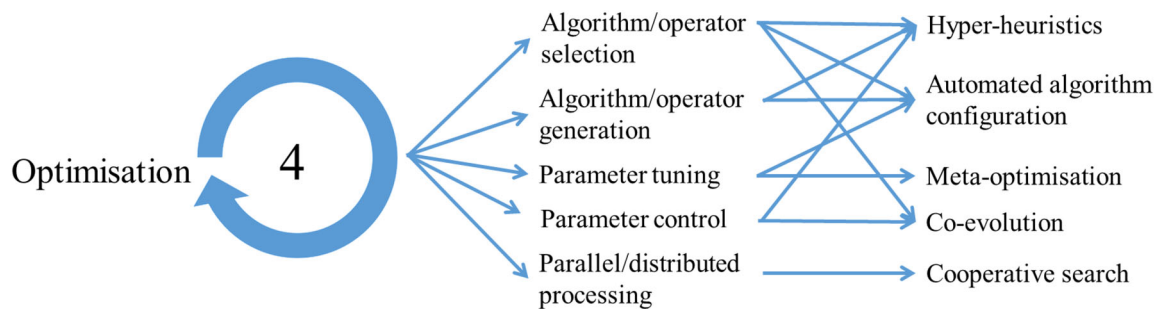 Optimisation
4
Algorithm/operator
selection
Algorithm/operator
generation
Parameter tuning
Parameter control
Parallel/distributed
processing
Hyper-heuristics
Automated algorithm
configuration
Meta-optimisation
Co-evolution
Cooperative search